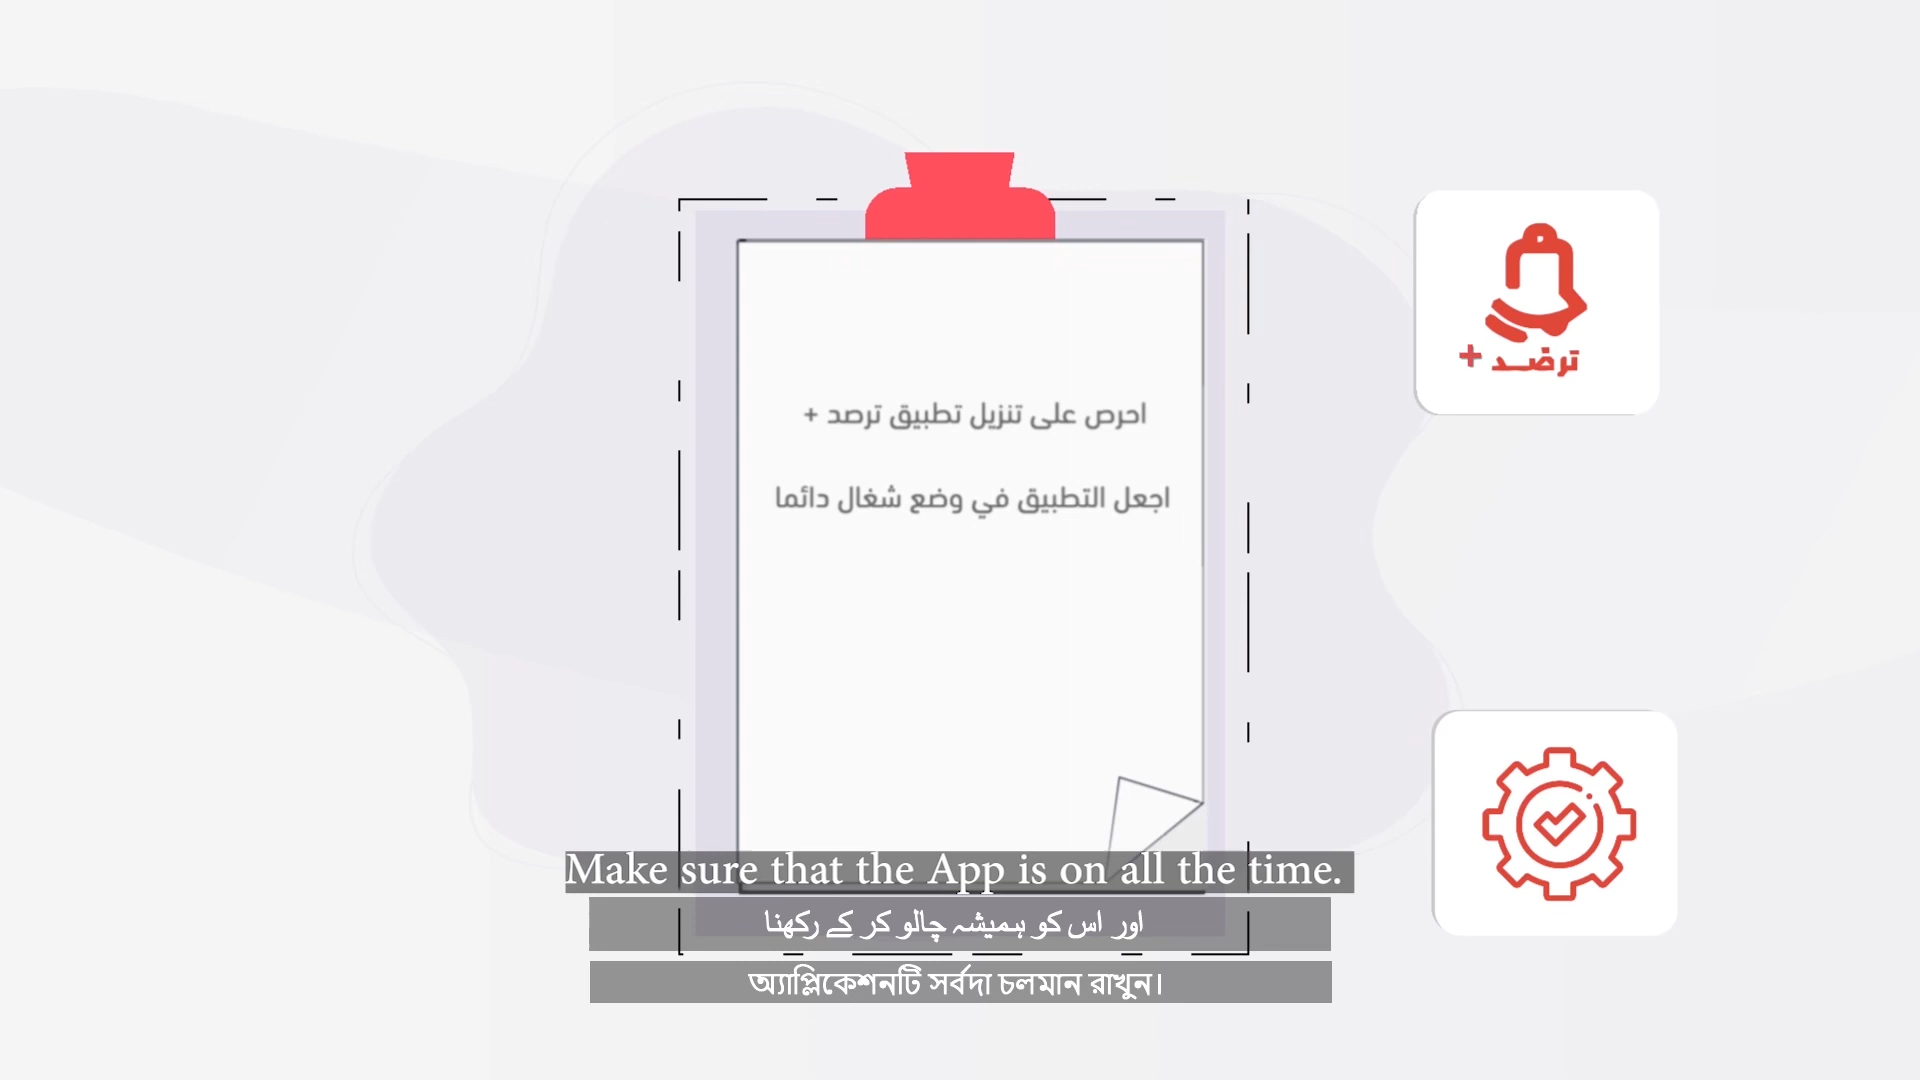 احرص على تنزيل تطبيق ترصد +
اجعل التطبيق في وضع شغال دائما
ترصد +
Make sure that the App is on all the time.
اور اس کو ہمیشہ چالو کر کے رکھنا
অ্যাপ্লিকেশনটি সর্বদা চলমান রাখুন।